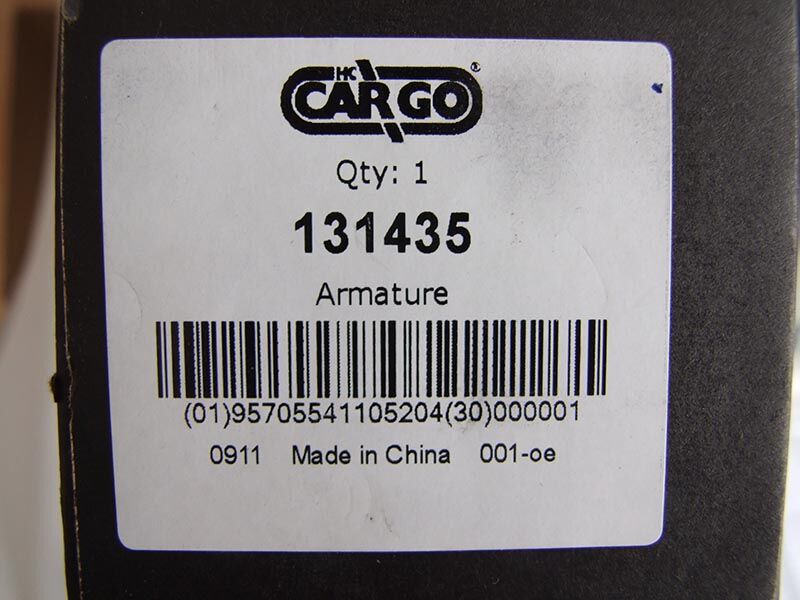 HC
CARGO®
Qty: 1
131435
Armature
(01)95705541105204(30)000001
0911 Made in China 001-oe